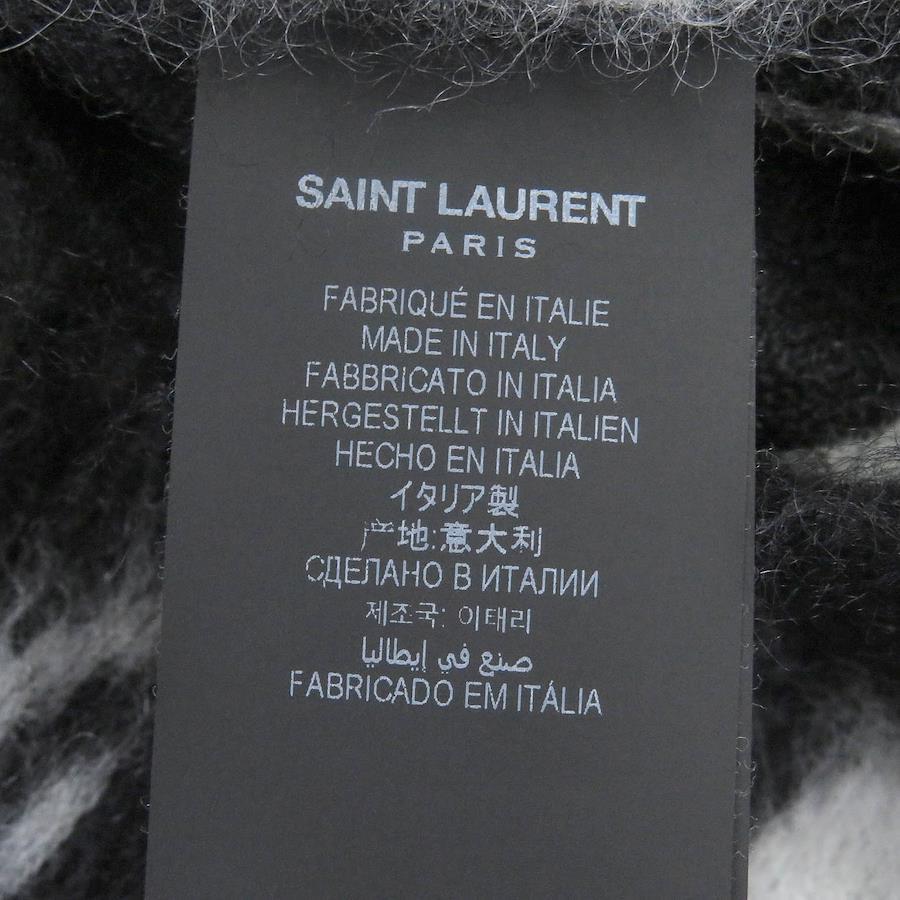 SAINT LAURENT
PARIS
FABRIQUÉ EN ITALIE
MADE IN ITALY
FABBRICATO IN ITALIA
HERGESTELLT IN ITALIEN
HECHO EN ITALIA
イタリア製
产地:意大利
СДЕЛАНО В ИТАЛИИ
제조국: 이태리
صنع في إيطاليا
FABRICADO EM ITÁLIA